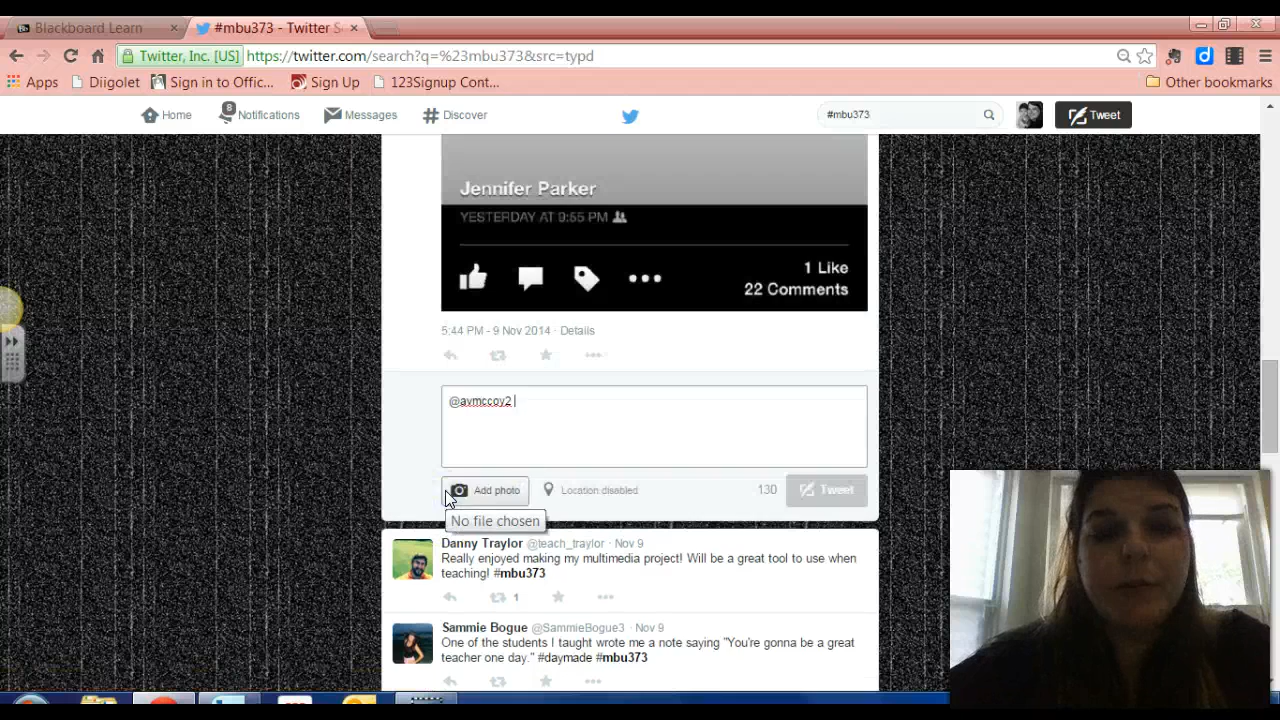 Blackboard Learn
#mbu373 - Twitter S
Twitter, Inc. [US]
https://twitter.com/search?q=%23mbu373&src=typd
Apps
Diigolet
Sign in to Offic...
Sign Up
123Signup Cont...
Other bookmarks
Home
8
Notifications
Messages
# Discover
#mbu373
Tweet
Jennifer Parker
YESTERDAY AT 9:55 PM
1 Like
22 Comments
5:44 PM - 9 Nov 2014 · Details
@avmccoy2
Add photo
Location disabled
130
Tweet
No file chosen
Danny Traylor @teach_traylor · Nov 9
Really enjoyed making my multimedia project! Will be a great tool to use when
teaching! #mbu373
1
Sammie Bogue @SammieBogue3 · Nov 9
One of the students I taught wrote me a note saying "You're gonna be a great
teacher one day." #daymade #mbu373